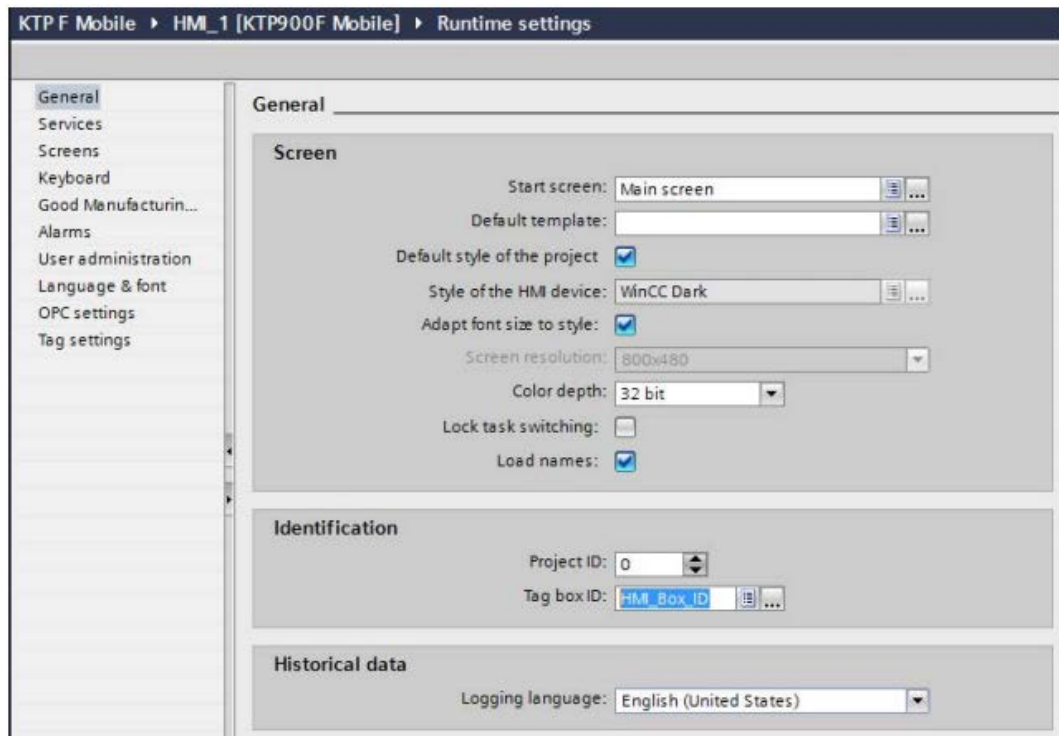 KTP F Mobile ▸ HMI_1 [KTP900F Mobile] ▸ Runtime settings
General
Services
Screens
Keyboard
Good Manufacturin...
Alarms
User administration
Language & font
OPC settings
Tag settings
General
Screen
Start screen: Main screen ...
Default template: ...
Default style of the project
Style of the HMI device: WinCC Dark ...
Adapt font size to style:
Screen resolution: 800x480
Color depth: 32 bit
Lock task switching:
Load names:
Identification
Project ID: 0
Tag box ID: HMI_Box_ID ...
Historical data
Logging language: English (United States)